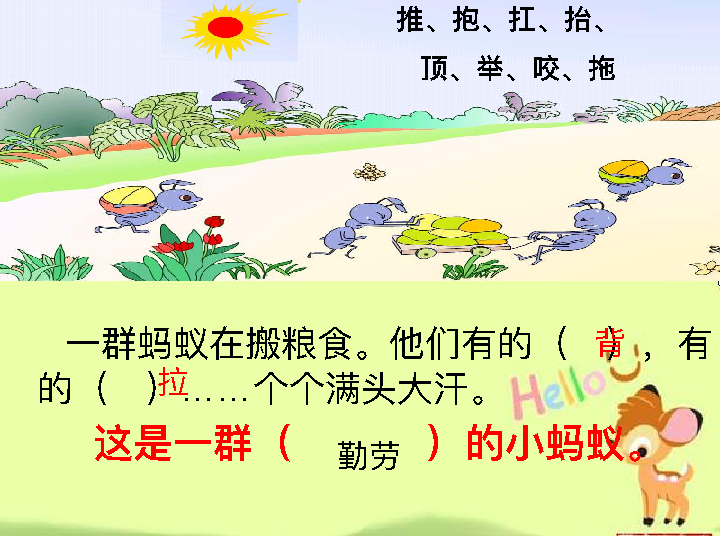 推、抱、扛、抬、
顶、举、咬、拖
一群蚂蚁在搬粮食。他们有的（ 背 ），有
的（ ）拉……个个满头大汗。
Hello
这是一群（ 勤劳 ）的小蚂蚁。